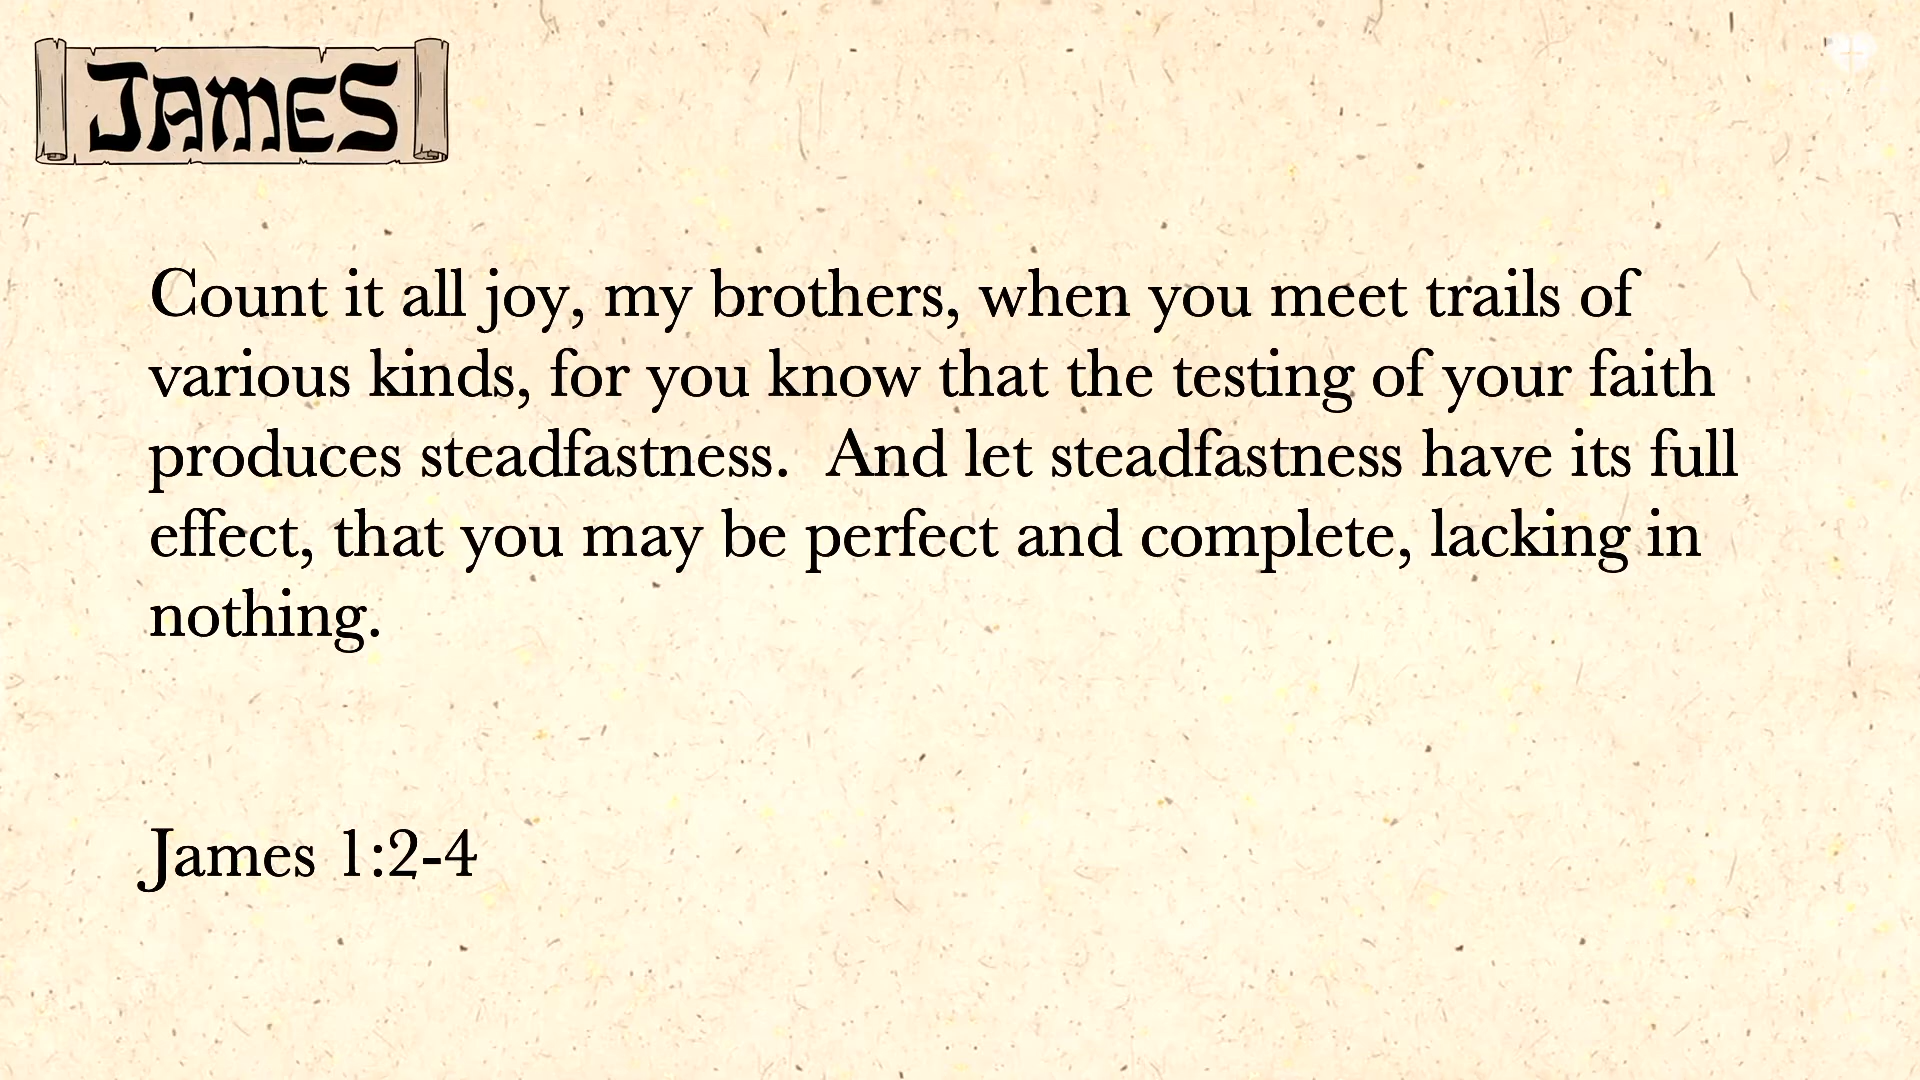 JAMES
Count it all joy, my brothers, when you meet trails of
various kinds, for you know that the testing of your faith
produces steadfastness.  And let steadfastness have its full
effect, that you may be perfect and complete, lacking in
nothing.
James 1:2-4